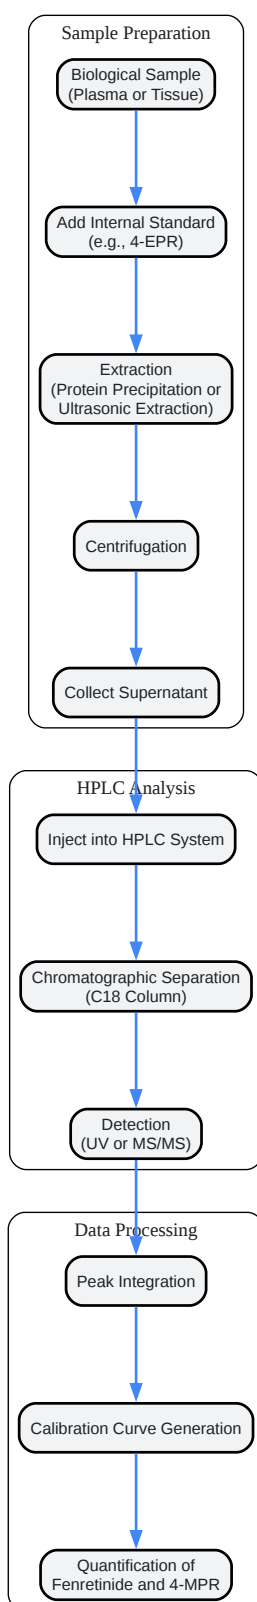 Sample Preparation
Biological Sample
(Plasma or Tissue)
Add Internal Standard
(e.g., 4-EPR)
Extraction
(Protein Precipitation or
Ultrasonic Extraction)
Centrifugation
Collect Supernatant
HPLC Analysis
Inject into HPLC System
Chromatographic Separation
(C18 Column)
Detection
(UV or MS/MS)
Data Processing
Peak Integration
Calibration Curve Generation
Quantification of
Fenretinide and 4-MPR